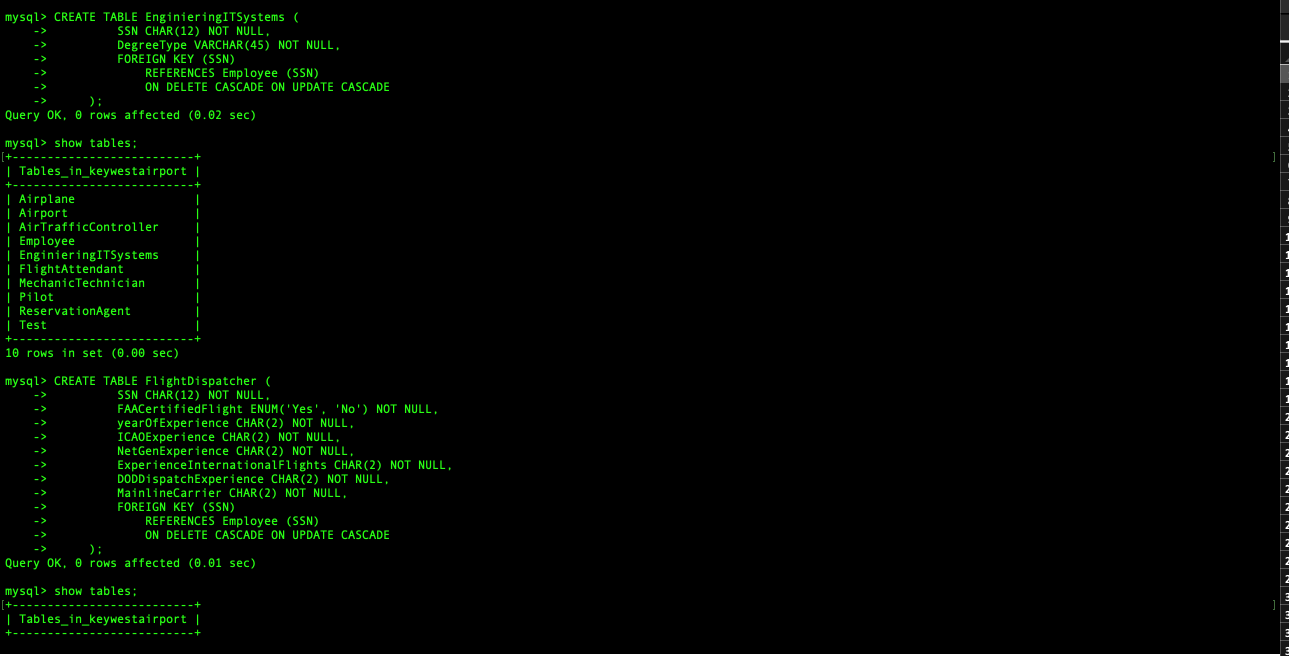 mysql> CREATE TABLE EnginieringITSystems (
    ->          SSN CHAR(12) NOT NULL,
    ->          DegreeType VARCHAR(45) NOT NULL,
    ->          FOREIGN KEY (SSN)
    ->              REFERENCES Employee (SSN)
    ->              ON DELETE CASCADE ON UPDATE CASCADE
    ->      );
Query OK, 0 rows affected (0.02 sec)
mysql> show tables;
[+--------------------------+ ]
| Tables_in_keywestairport |
+--------------------------+
| Airplane                 |
| Airport                  |
| AirTrafficController     |
| Employee                 |
| EnginieringITSystems     |
| FlightAttendant          |
| MechanicTechnician       |
| Pilot                    |
| ReservationAgent         |
| Test                     |
+--------------------------+
10 rows in set (0.00 sec)
mysql> CREATE TABLE FlightDispatcher (
    ->          SSN CHAR(12) NOT NULL,
    ->          FAACertifiedFlight ENUM('Yes', 'No') NOT NULL,
    ->          yearOfExperience CHAR(2) NOT NULL,
    ->          ICAOExperience CHAR(2) NOT NULL,
    ->          NetGenExperience CHAR(2) NOT NULL,
    ->          ExperienceInternationalFlights CHAR(2) NOT NULL,
    ->          DODDispatchExperience CHAR(2) NOT NULL,
    ->          MainlineCarrier CHAR(2) NOT NULL,
    ->          FOREIGN KEY (SSN)
    ->              REFERENCES Employee (SSN)
    ->              ON DELETE CASCADE ON UPDATE CASCADE
    ->      );
Query OK, 0 rows affected (0.01 sec)
mysql> show tables;
[+--------------------------+ ]
| Tables_in_keywestairport |
+--------------------------+